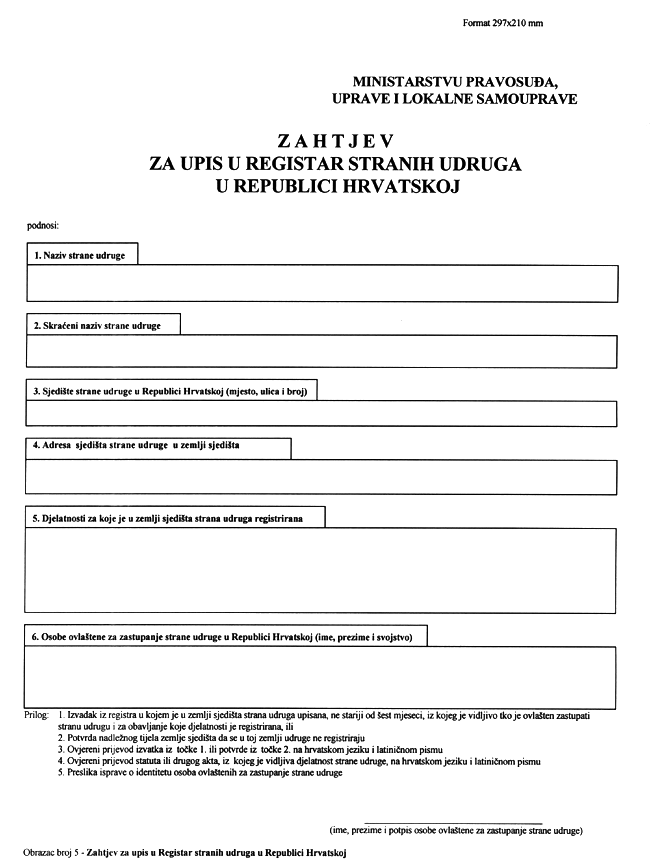 Format 297x210 mm
MINISTARSTVU PRAVOSUĐA,
UPRAVE I LOKALNE SAMOUPRAVE
Z A H T J E V
ZA UPIS U REGISTAR STRANIH UDRUGA
U REPUBLICI HRVATSKOJ
podnosi:
1. Naziv strane udruge
2. Skraćeni naziv strane udruge
3. Sjedište strane udruge u Republici Hrvatskoj (mjesto, ulica i broj)
4. Adresa sjedišta strane udruge u zemlji sjedišta
5. Djelatnosti za koje je u zemlji sjedišta strana udruga registrirana
6. Osobe ovlaštene za zastupanje strane udruge u Republici Hrvatskoj (ime, prezime i svojstvo)
Prilog: 1. Izvadak iz registra u kojem je u zemlji sjedišta strana udruga upisana, ne stariji od šest mjeseci, iz kojeg je vidljivo tko je ovlašten zastupati
stranu udrugu i za obavljanje koje djelatnosti je registrirana, ili
2. Potvrda nadležnog tijela zemlje sjedišta da se u toj zemlji udruge ne registriraju
3. Ovjereni prijevod izvatka iz točke 1. ili potvrde iz točke 2. na hrvatskom jeziku i latiničnom pismu
4. Ovjereni prijevod statuta ili drugog akta, iz kojeg je vidljiva djelatnost strane udruge, na hrvatskom jeziku i latiničnom pismu
5. Preslika isprave o identitetu osoba ovlaštenih za zastupanje strane udruge
(ime, prezime i potpis osobe ovlaštene za zastupanje strane udruge)
Obrazac broj 5 - Zahtjev za upis u Registar stranih udruga u Republici Hrvatskoj